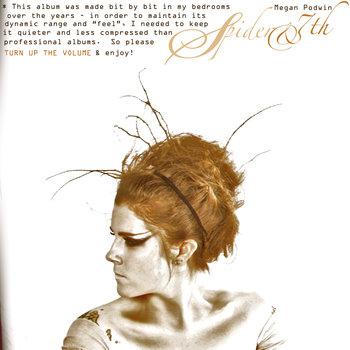 * This album was made bit by bit in my bedrooms
over the years - in order to maintain its
dynamic range and "feel", I needed to keep
it quieter and less compressed than
professional albums. So please
TURN UP THE VOLUME & enjoy!
Megan Podwin
Spider & 7th